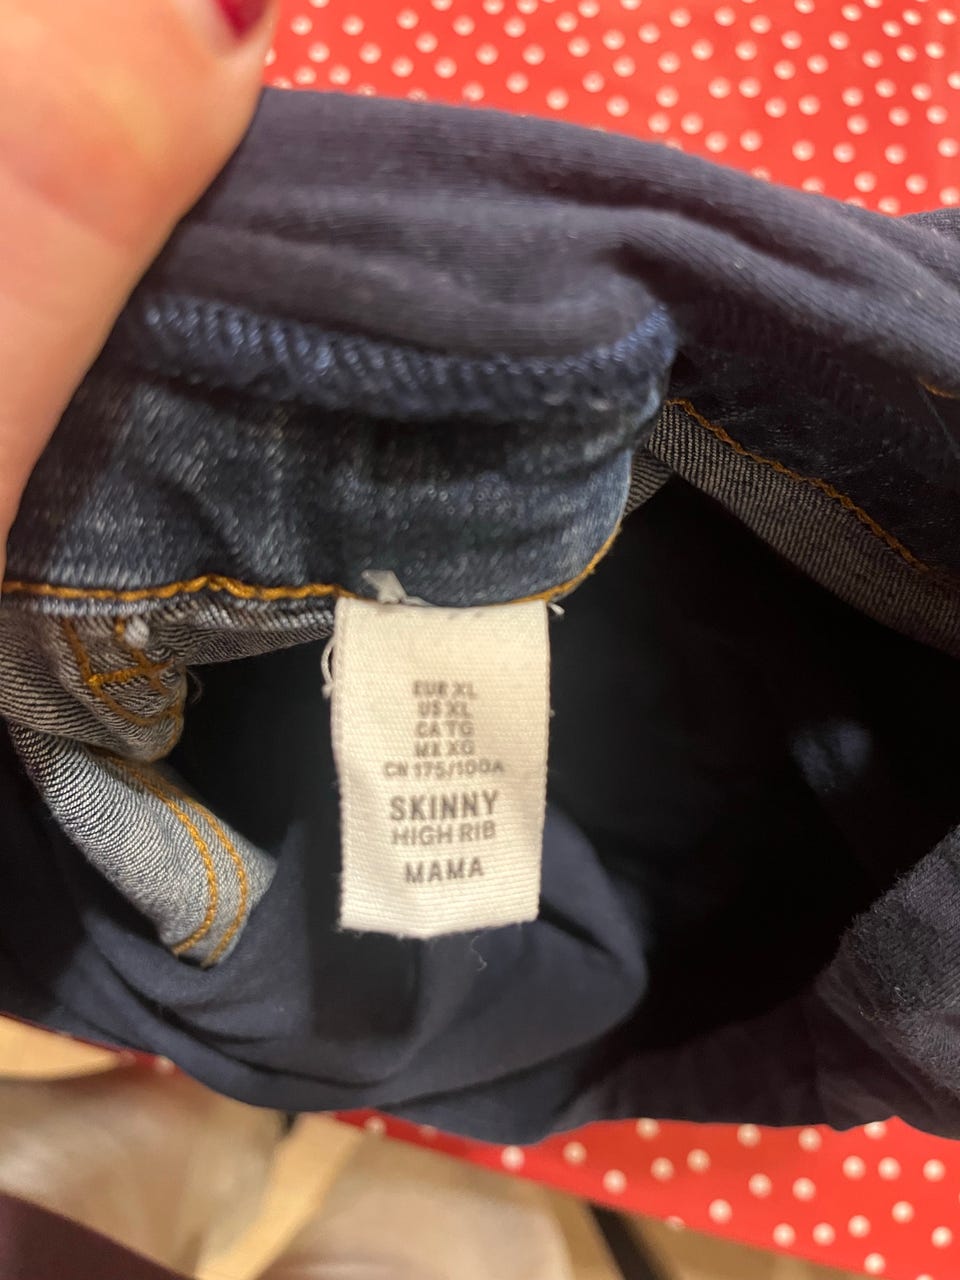 EUR XL
US XL
CA TG
MX XG
CN 175/100A
SKINNY
HIGH RIB
MAMA